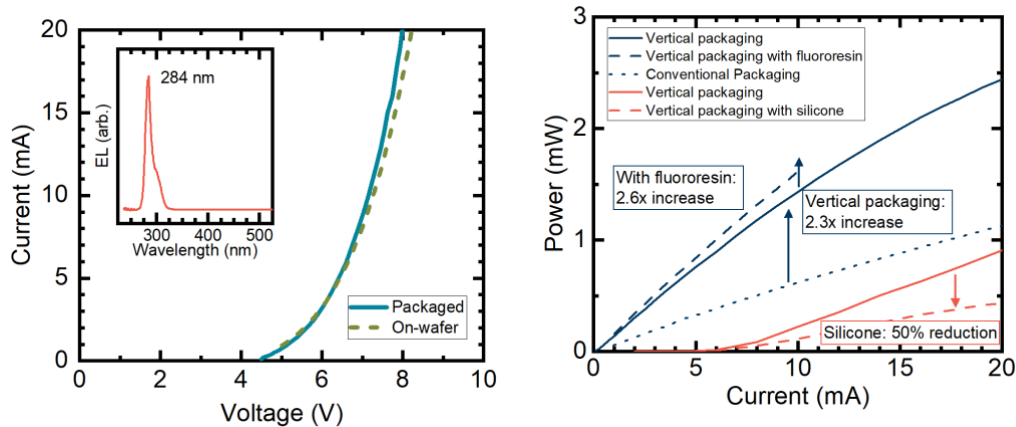 20
15
10
5
0
Current (mA)
0
2
4
6
8
10
Voltage (V)
284 nm
EL (arb.)
300
400
500
Wavelength (nm)
Packaged
On-wafer
3
2
1
0
Power (mW)
0
5
10
15
20
Current (mA)
Vertical packaging
Vertical packaging with fluororesin
Conventional Packaging
Vertical packaging
Vertical packaging with silicone
With fluororesin:
2.6x increase
Vertical packaging:
2.3x increase
Silicone: 50% reduction